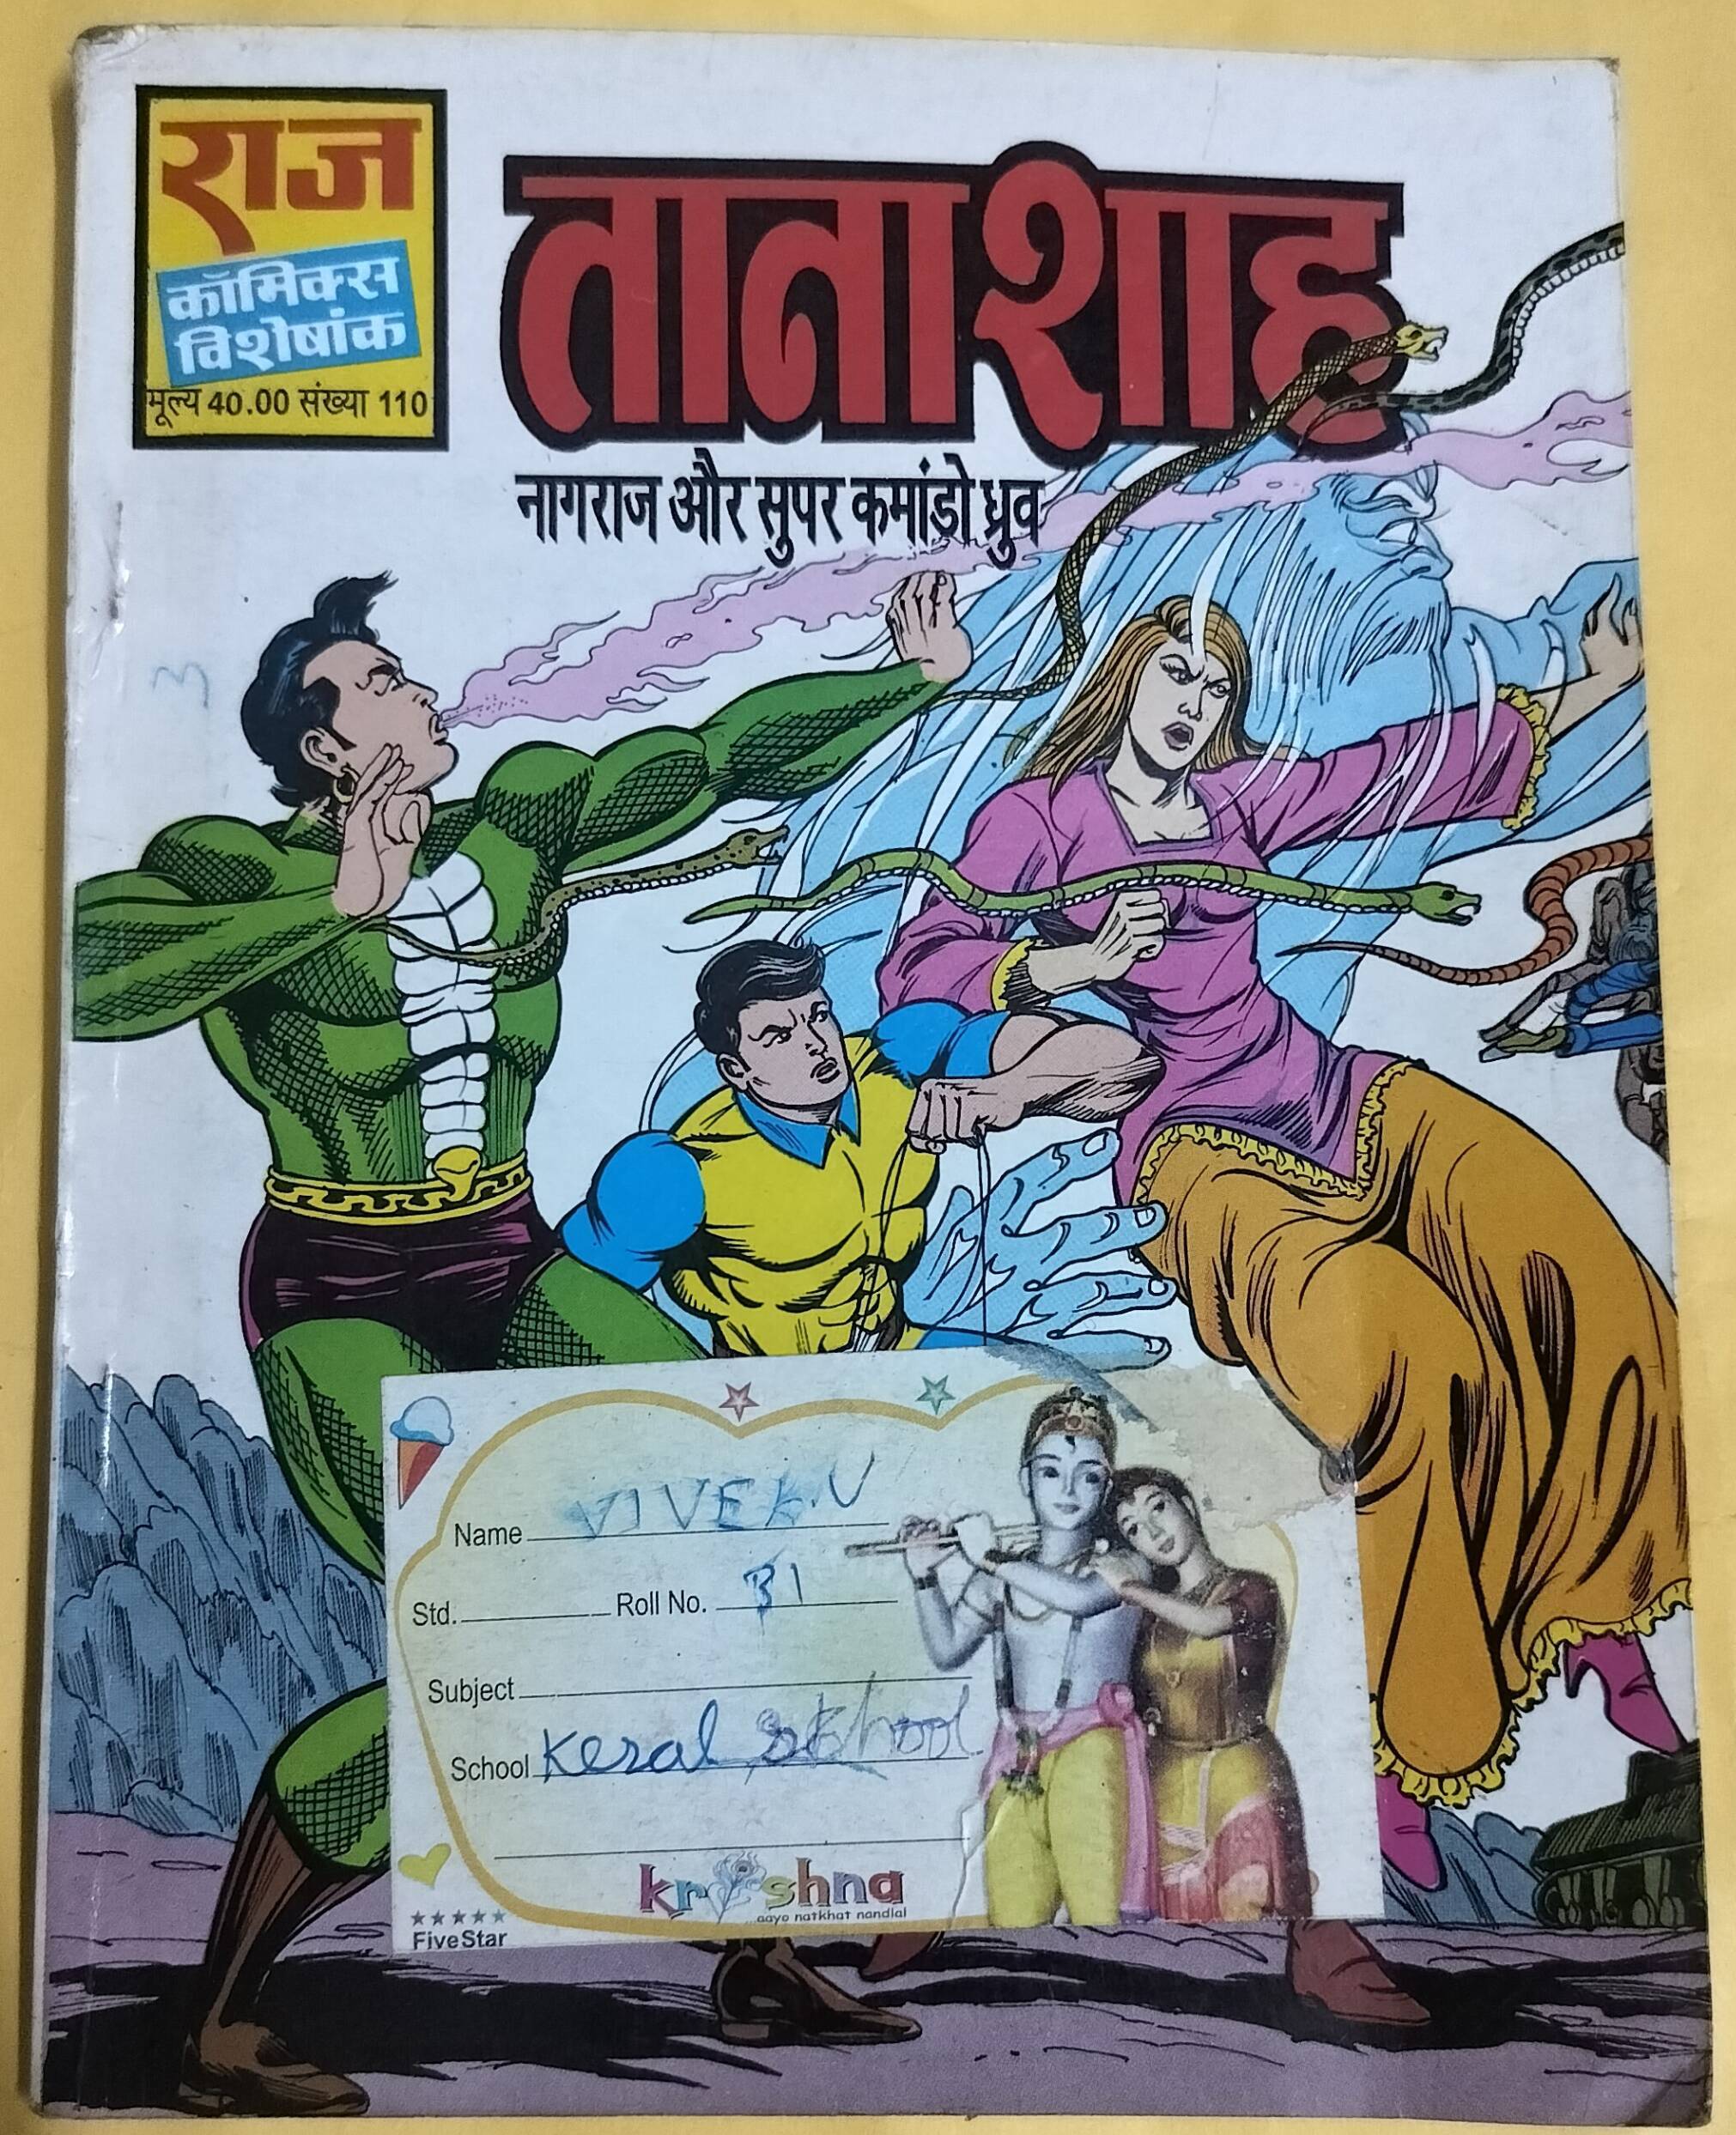 राज
कॉमिक्स
विशेषांक
मूल्य 40.00 संख्या 110
तानाशाह
नागराज और सुपर कमांडो ध्रुव
3
Name VIVEK.V
Std. Roll No. 31
Subject
School Keral School
krishna
aayo natkhat nandlal
FiveStar